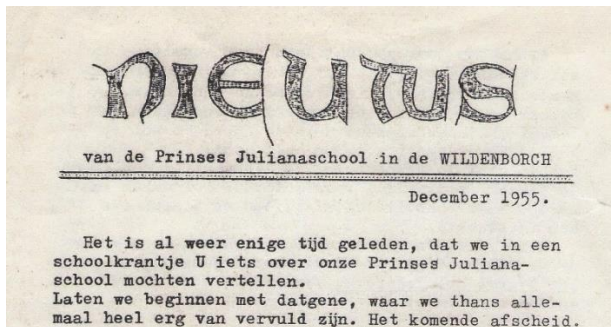 NIEUWS
van de Prinses Julianaschool in de WILDENBORCH
December 1955.
Het is al weer enige tijd geleden, dat we in een
schoolkrantje U iets over onze Prinses Juliana-
school mochten vertellen.
Laten we beginnen met datgene, waar we thans alle-
maal heel erg van vervuld zijn. Het komende afscheid.